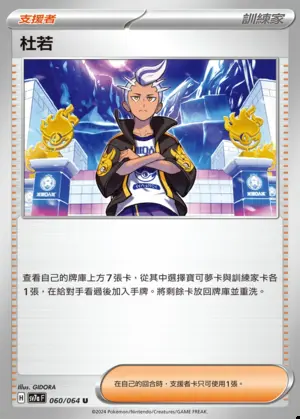 支援者
訓練家
杜若
查看自己的牌庫上方7張卡，從其中選擇寶可夢卡與訓練家卡各
1張，在給對手看過後加入手牌。將剩餘卡放回牌庫並重洗。
Illus. GIDORA
H SV7a F 060/064 U
在自己的回合時，支援者卡只可使用1張。
©2024 Pokémon/Nintendo/Creatures/GAME FREAK.